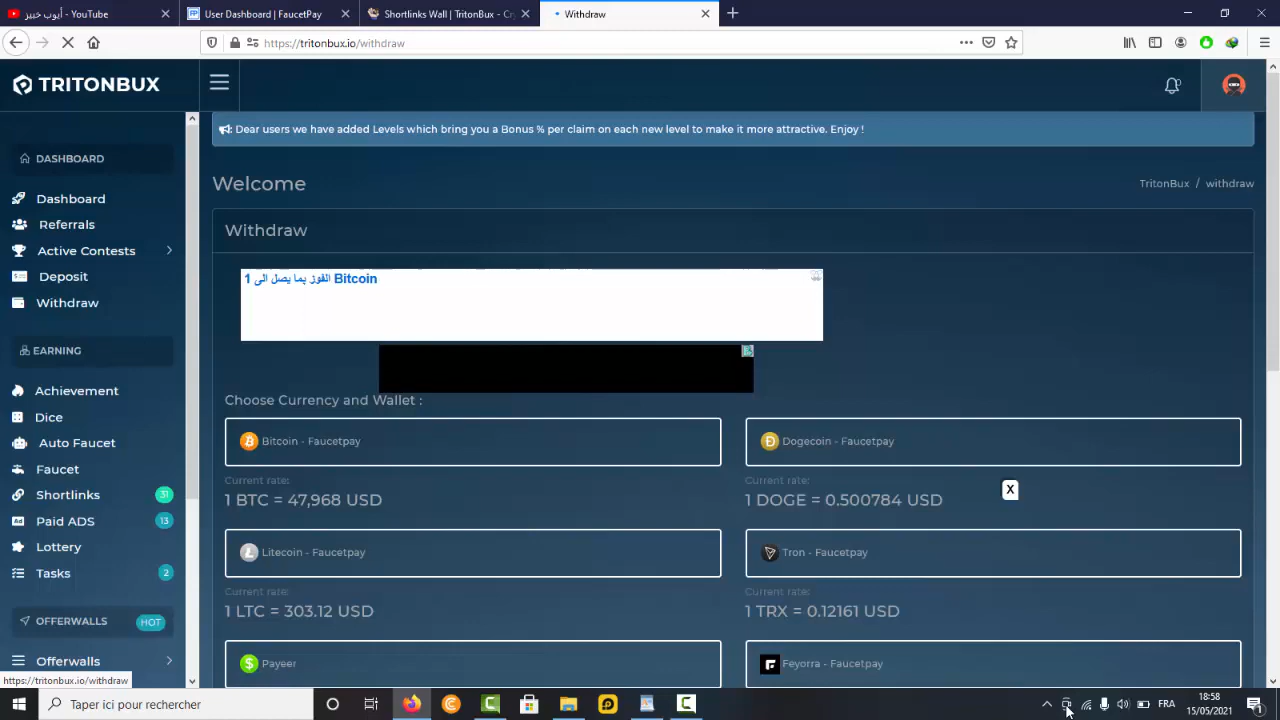 أيوب خبيز - YouTube
User Dashboard | FaucetPay
Shortlinks Wall | TritonBux - Cry
Withdraw
https://tritonbux.io/withdraw
TRITONBUX
Dear users we have added Levels which bring you a Bonus % per claim on each new level to make it more attractive. Enjoy !
DASHBOARD
Dashboard
Referrals
Active Contests
Deposit
Withdraw
EARNING
Achievement
Dice
Auto Faucet
Faucet
Shortlinks 31
Paid ADS 13
Lottery
Tasks 2
OFFERWALLS HOT
Offerwalls
https://tritonbux.io/withdraw
Welcome
TritonBux / withdraw
Withdraw
الفوز بما يصل الى 1 Bitcoin
Choose Currency and Wallet :
Bitcoin - Faucetpay
Dogecoin - Faucetpay
Current rate:
1 BTC = 47,968 USD
Current rate:
1 DOGE = 0.500784 USD
X
Litecoin - Faucetpay
Tron - Faucetpay
Current rate:
1 LTC = 303.12 USD
Current rate:
1 TRX = 0.12161 USD
Payeer
Feyorra - Faucetpay
Taper ici pour rechercher
FRA
18:58
15/05/2021
1